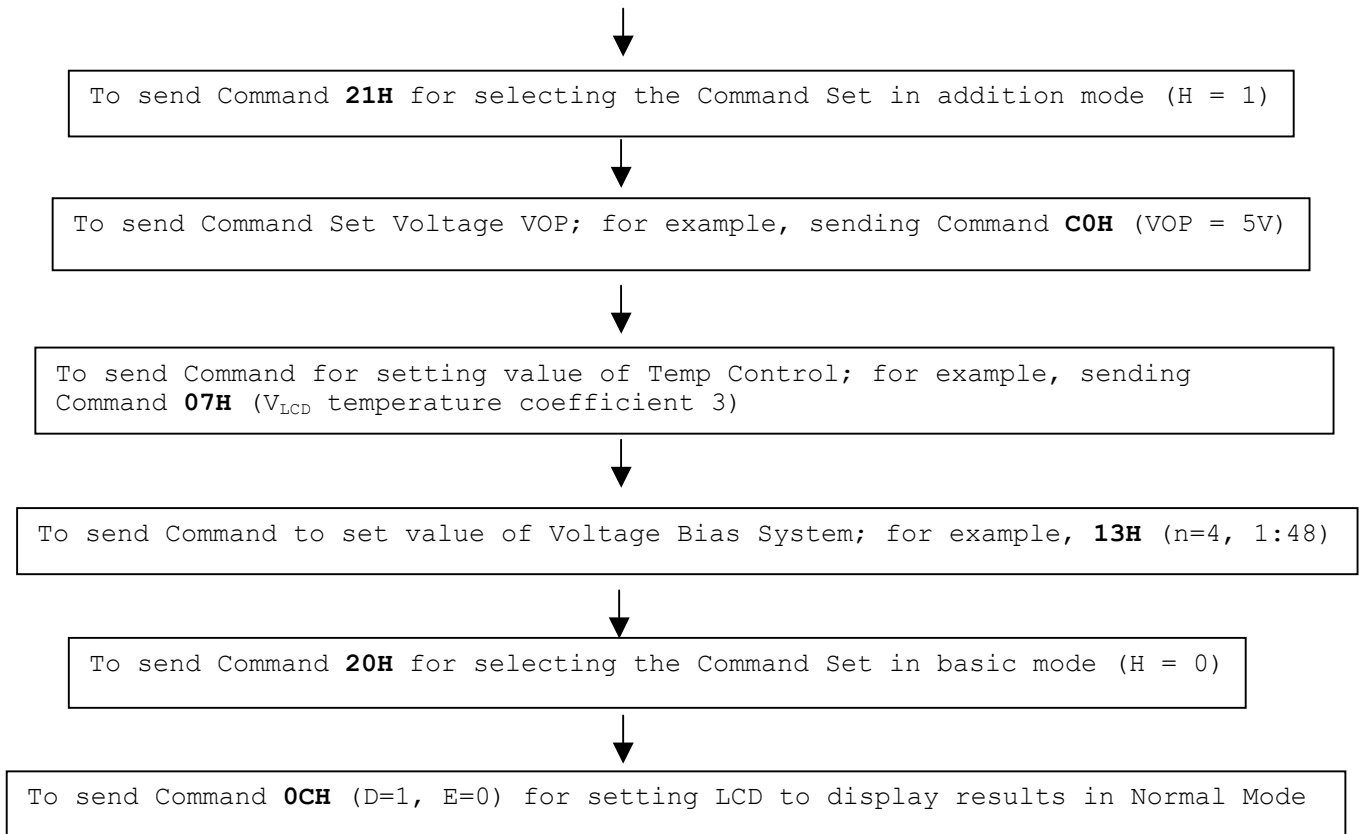 To send Command 21H for selecting the Command Set in addition mode (H = 1)
To send Command Set Voltage VOP; for example, sending Command C0H (VOP = 5V)
To send Command for setting value of Temp Control; for example, sending
Command 07H (VLCD temperature coefficient 3)
To send Command to set value of Voltage Bias System; for example, 13H (n=4, 1:48)
To send Command 20H for selecting the Command Set in basic mode (H = 0)
To send Command 0CH (D=1, E=0) for setting LCD to display results in Normal Mode